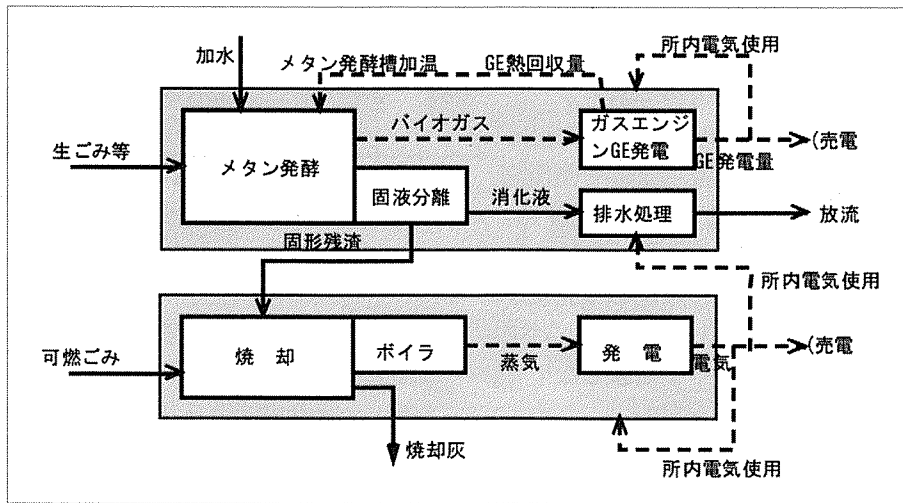 加水
メタン発酵槽加温
GE熱回収量
所内電気使用
生ごみ等
メタン発酵
バイオガス
ガスエンジ
ンGE発電
(売電
GE発電量
固液分離
消化液
排水処理
放流
固形残渣
所内電気使用
可燃ごみ
焼 却
ボイラ
蒸気
発 電
電気
(売電
焼却灰
所内電気使用